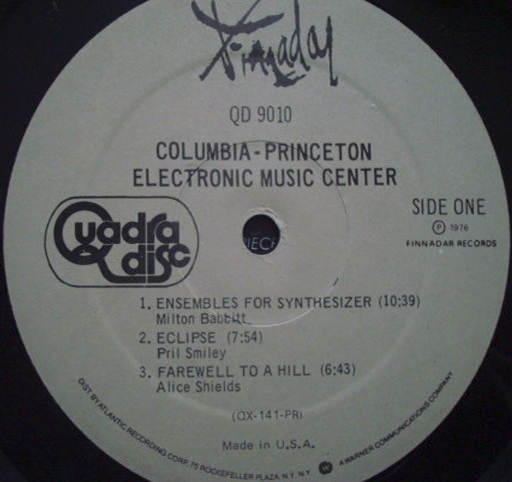 Finnadar
QD 9010
COLUMBIA-PRINCETON
ELECTRONIC MUSIC CENTER
SIDE ONE
℗ 1976
FINNADAR RECORDS
Quadra
disc
1. ENSEMBLES FOR SYNTHESIZER (10:39)
Milton Babbitt
2. ECLIPSE (7:54)
Pril Smiley
3. FAREWELL TO A HILL (6:43)
Alice Shields
(QX-141-PR)
Made in U.S.A.
DIST BY ATLANTIC RECORDING CORP. 75 ROCKEFELLER PLAZA, N.Y. N.Y. A WARNER COMMUNICATIONS COMPANY